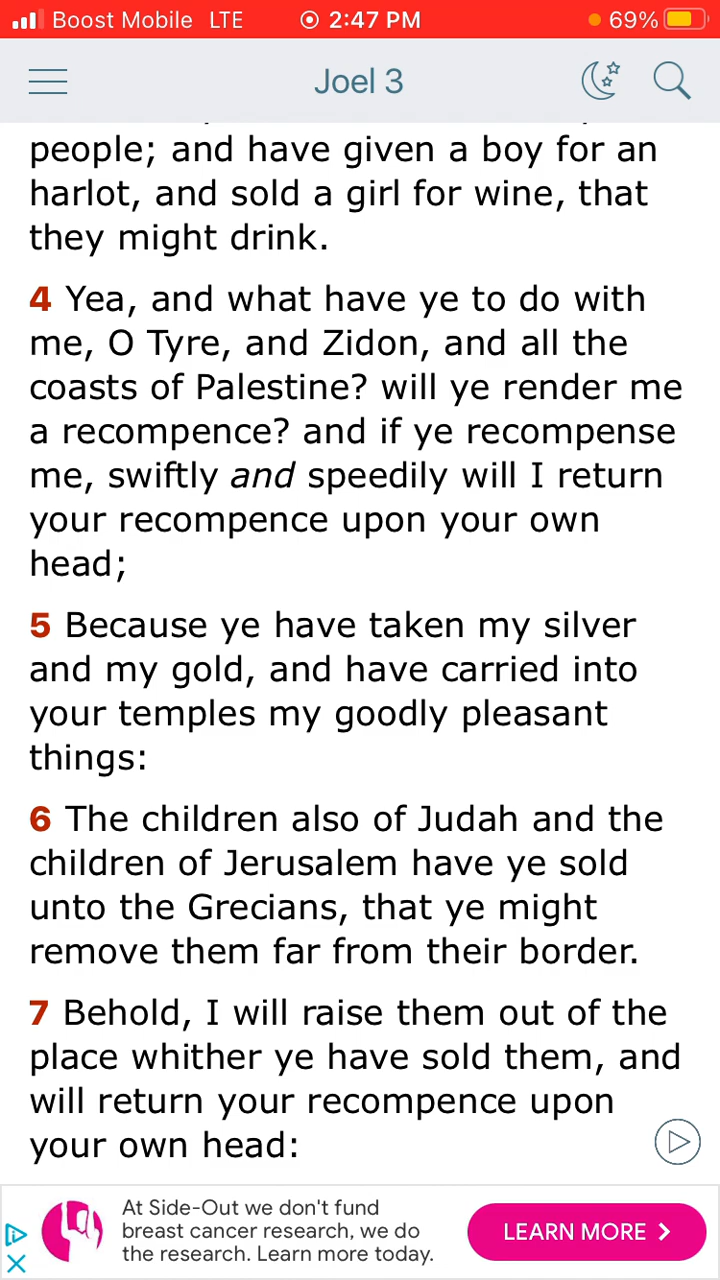 Boost Mobile LTE 2:47 PM 69%
Joel 3
people; and have given a boy for an
harlot, and sold a girl for wine, that
they might drink.
4 Yea, and what have ye to do with
me, O Tyre, and Zidon, and all the
coasts of Palestine? will ye render me
a recompence? and if ye recompense
me, swiftly and speedily will I return
your recompence upon your own
head;
5 Because ye have taken my silver
and my gold, and have carried into
your temples my goodly pleasant
things:
6 The children also of Judah and the
children of Jerusalem have ye sold
unto the Grecians, that ye might
remove them far from their border.
7 Behold, I will raise them out of the
place whither ye have sold them, and
will return your recompence upon
your own head:
At Side-Out we don't fund
breast cancer research, we do
the research. Learn more today.
LEARN MORE